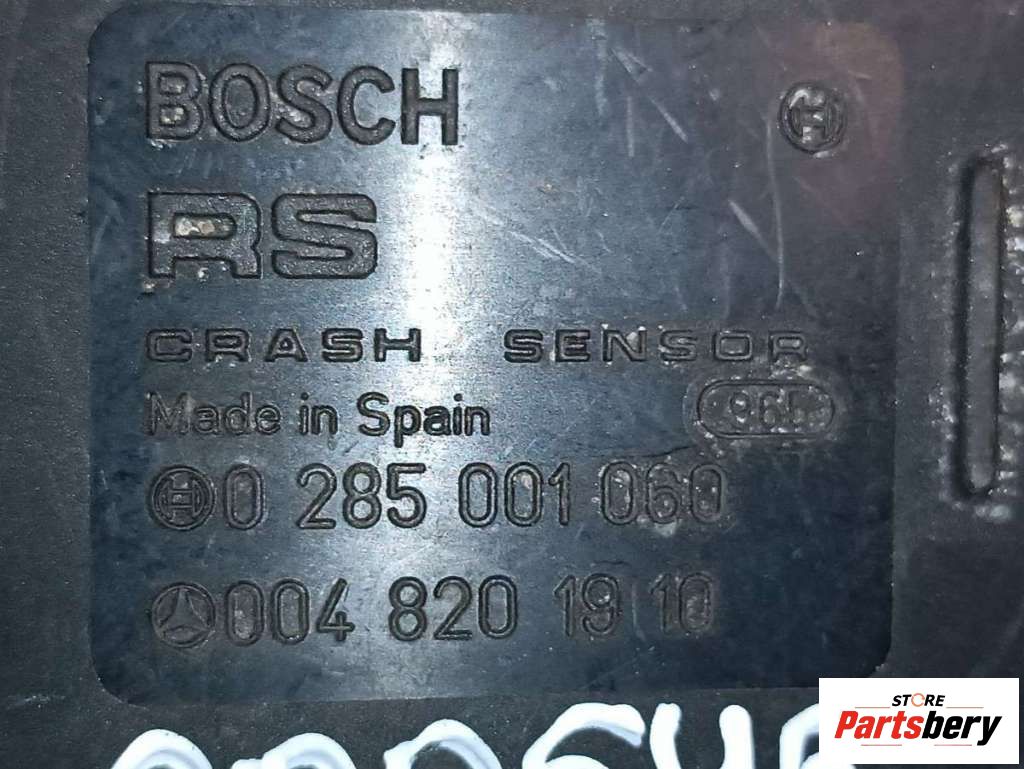 BOSCH
RS
CRASH SENSOR
Made in Spain 965
0 285 001 060
004 820 19 10
STORE
Partsbery